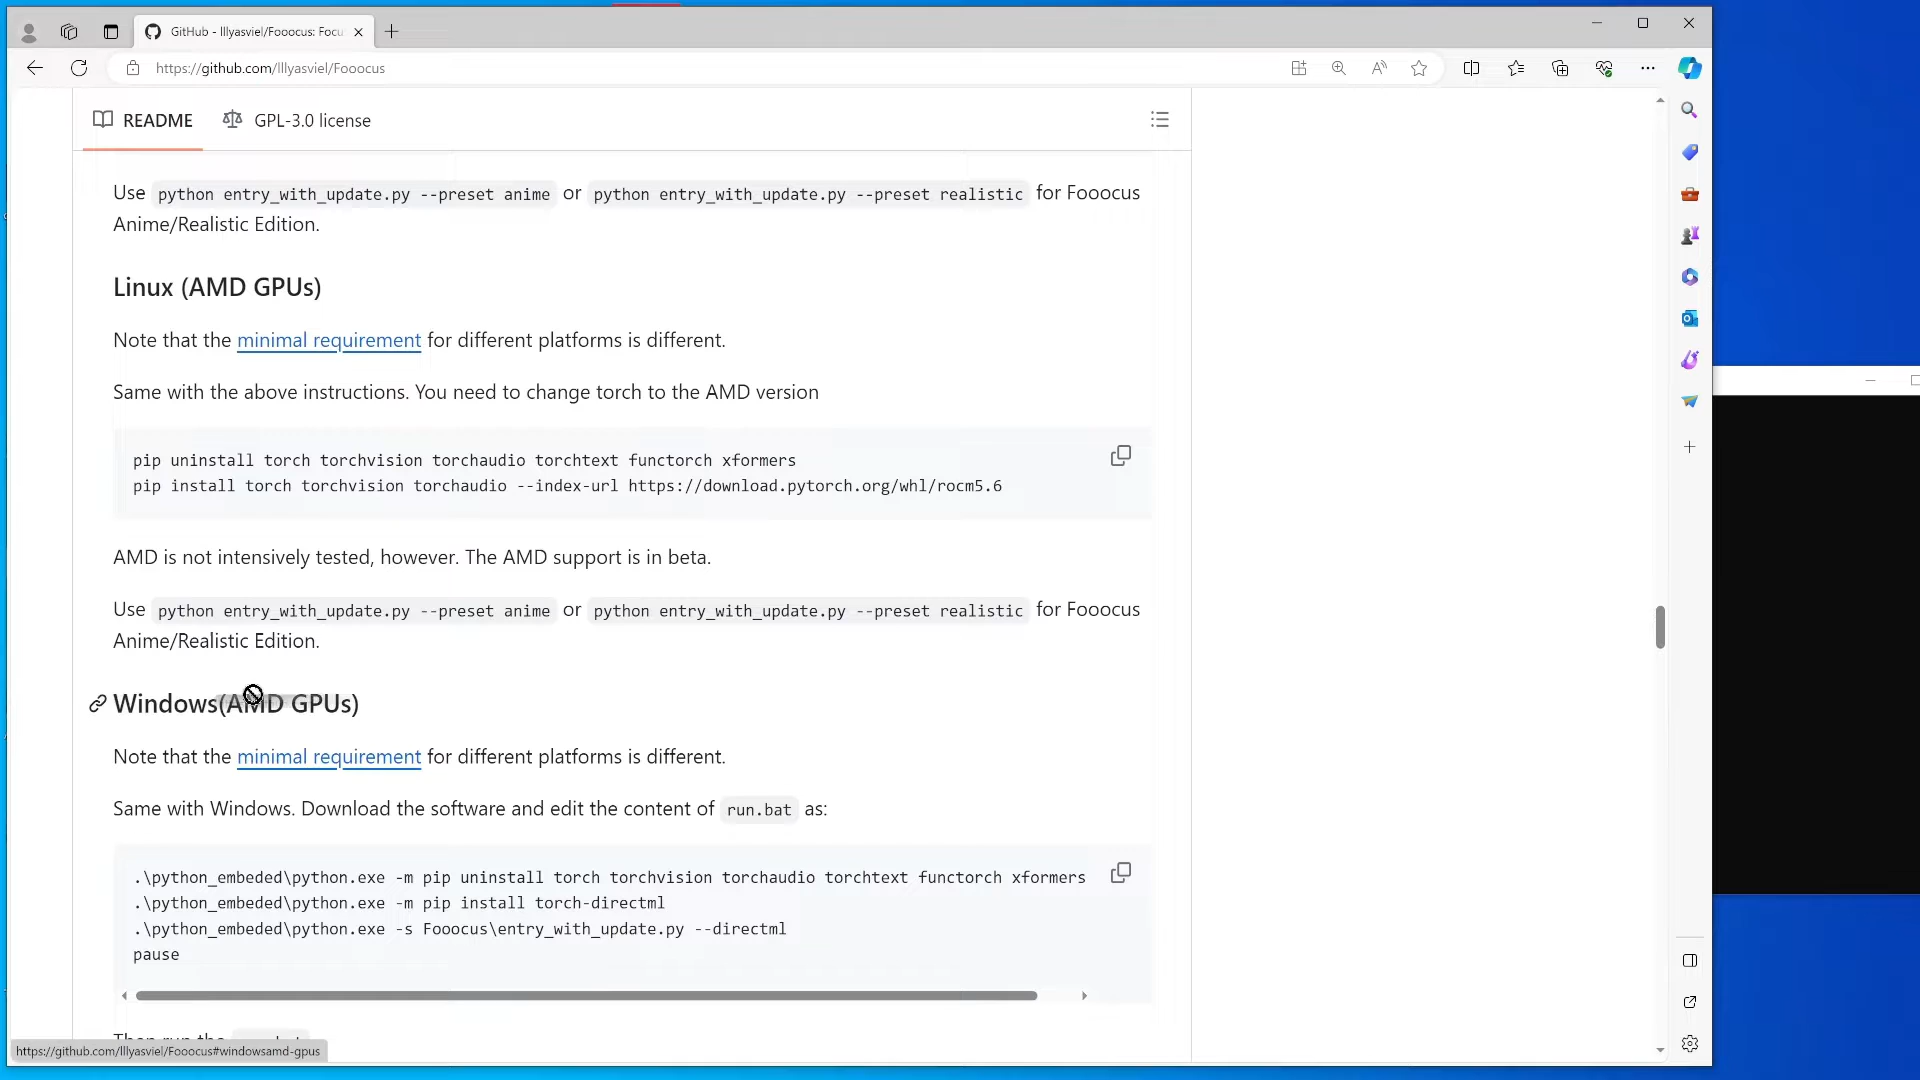 GitHub - lllyasviel/Fooocus: Focu
https://github.com/lllyasviel/Fooocus
README
GPL-3.0 license
Use python entry_with_update.py --preset anime or python entry_with_update.py --preset realistic for Fooocus
Anime/Realistic Edition.
Linux (AMD GPUs)
Note that the minimal requirement for different platforms is different.
Same with the above instructions. You need to change torch to the AMD version
pip uninstall torch torchvision torchaudio torchtext functorch xformers
pip install torch torchvision torchaudio --index-url https://download.pytorch.org/whl/rocm5.6
AMD is not intensively tested, however. The AMD support is in beta.
Use python entry_with_update.py --preset anime or python entry_with_update.py --preset realistic for Fooocus
Anime/Realistic Edition.
Windows(AMD GPUs)
Note that the minimal requirement for different platforms is different.
Same with Windows. Download the software and edit the content of run.bat as:
.\python_embeded\python.exe -m pip uninstall torch torchvision torchaudio torchtext functorch xformers
.\python_embeded\python.exe -m pip install torch-directml
.\python_embeded\python.exe -s Fooocus\entry_with_update.py --directml
pause
Then run the
https://github.com/lllyasviel/Fooocus#windowsamd-gpus